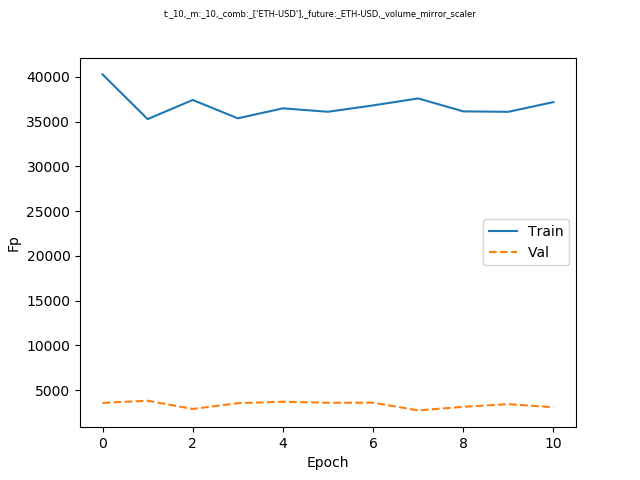 t:_10,_m:_10,_comb:_['ETH-USD'],_future:_ETH-USD,_volume_mirror_scaler
40000
35000
30000
25000
20000
15000
10000
5000
Fp
Train
Val
0 2 4 6 8 10
Epoch